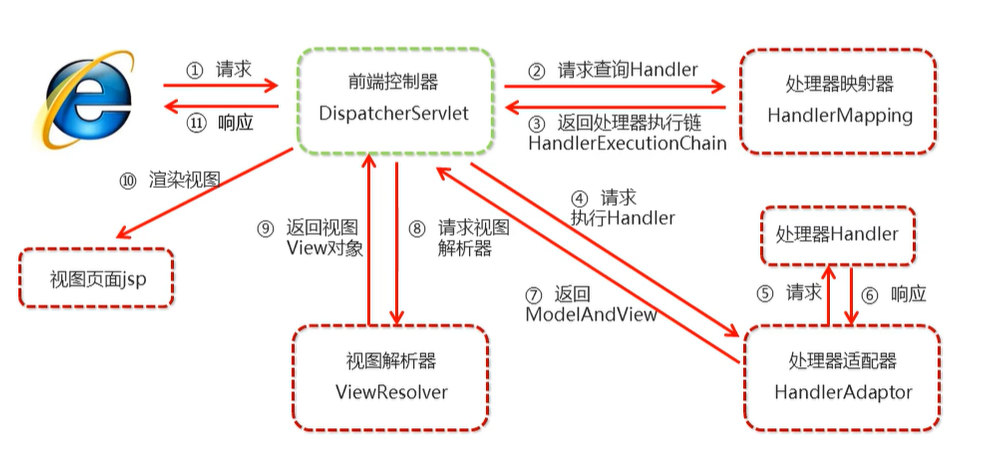 ① 请求
⑪ 响应
前端控制器
DispatcherServlet
② 请求查询Handler
③ 返回处理器执行链
HandlerExecutionChain
处理器映射器
HandlerMapping
⑩ 渲染视图
视图页面jsp
⑨ 返回视图
View对象
⑧ 请求视图
解析器
④ 请求
执行Handler
⑦ 返回
ModelAndView
处理器Handler
⑤ 请求
⑥ 响应
视图解析器
ViewResolver
处理器适配器
HandlerAdaptor